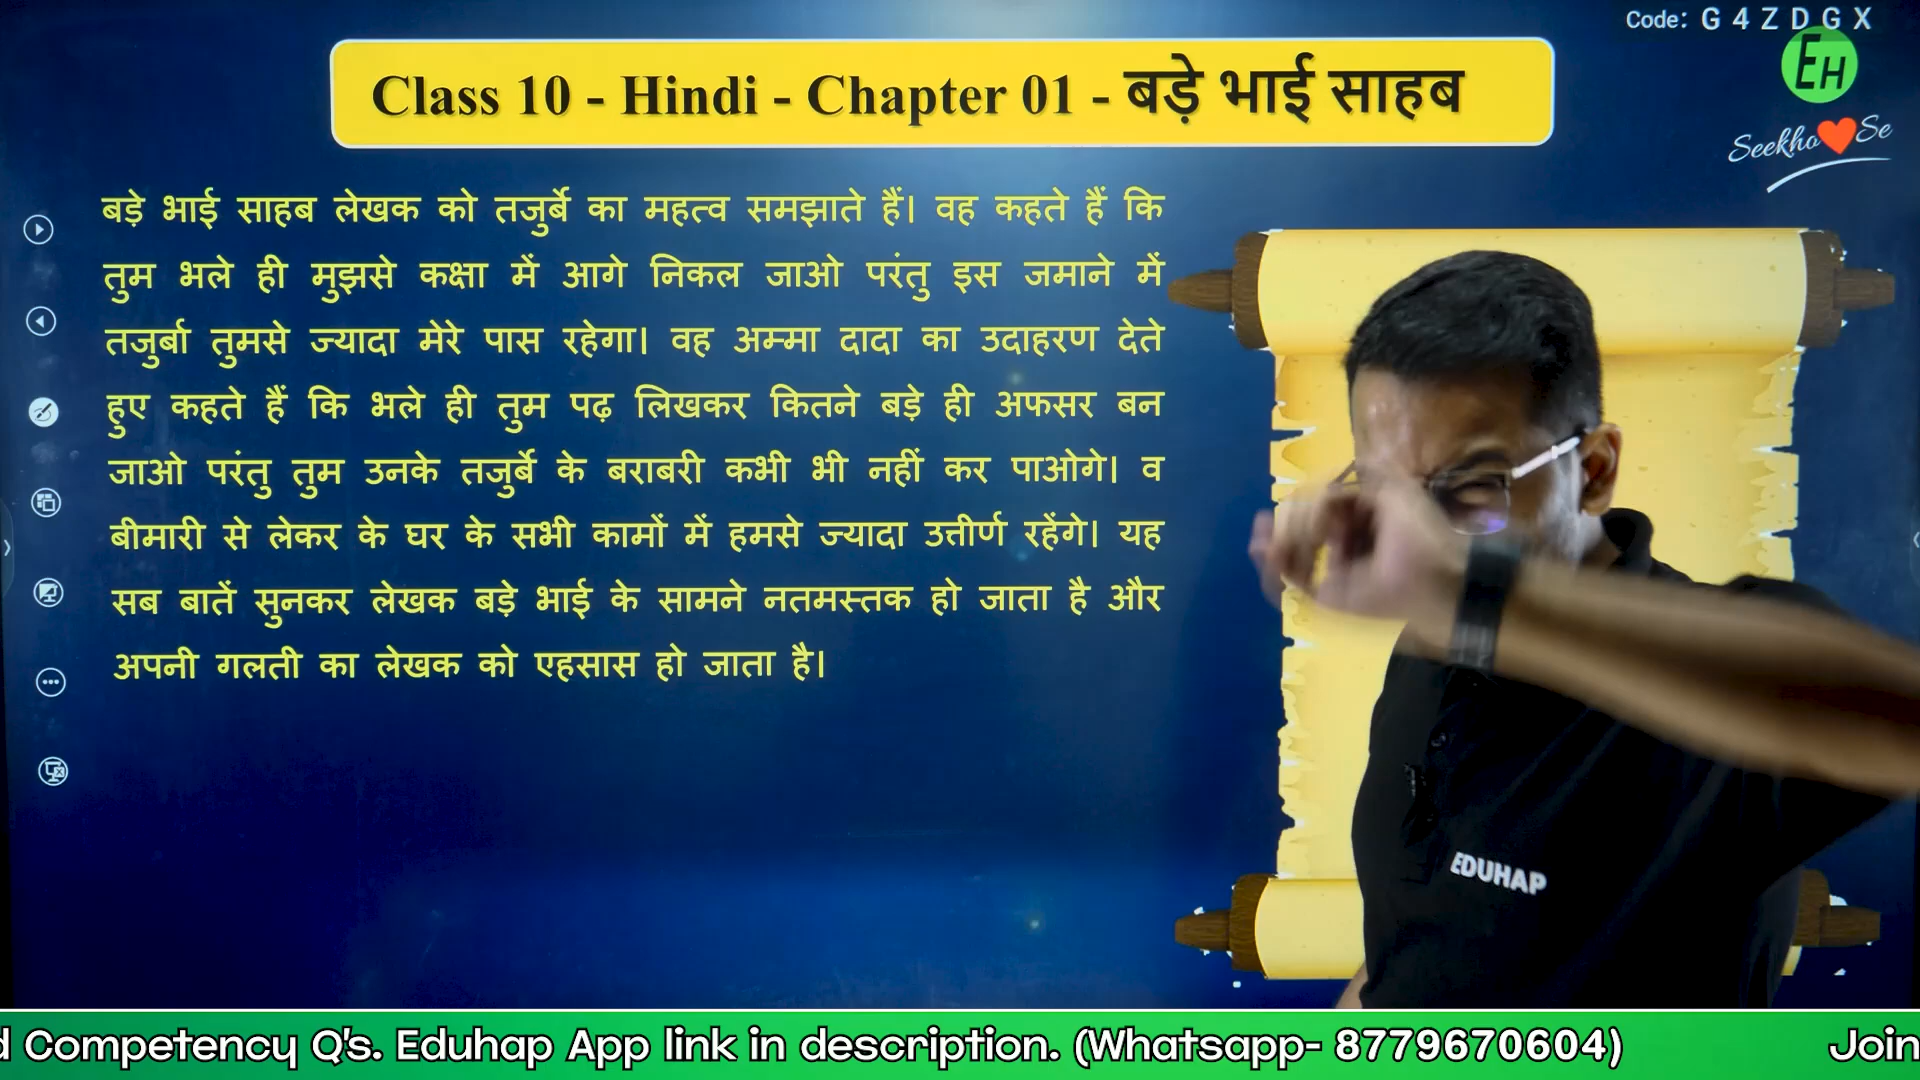 Code: G 4 Z D G X
EH
Seekho ❤️ Se
Class 10 - Hindi - Chapter 01 - बड़े भाई साहब
बड़े भाई साहब लेखक को तजुर्बे का महत्व समझाते हैं। वह कहते हैं कि
तुम भले ही मुझसे कक्षा में आगे निकल जाओ परंतु इस जमाने में
तजुर्बा तुमसे ज्यादा मेरे पास रहेगा। वह अम्मा दादा का उदाहरण देते
हुए कहते हैं कि भले ही तुम पढ़ लिखकर कितने बड़े ही अफसर बन
जाओ परंतु तुम उनके तजुर्बे के बराबरी कभी भी नहीं कर पाओगे। व
बीमारी से लेकर के घर के सभी कामों में हमसे ज्यादा उत्तीर्ण रहेंगे। यह
सब बातें सुनकर लेखक बड़े भाई के सामने नतमस्तक हो जाता है और
अपनी गलती का लेखक को एहसास हो जाता है।
EDUHAP
d Competency Q's. Eduhap App link in description. (Whatsapp- 8779670604) Join